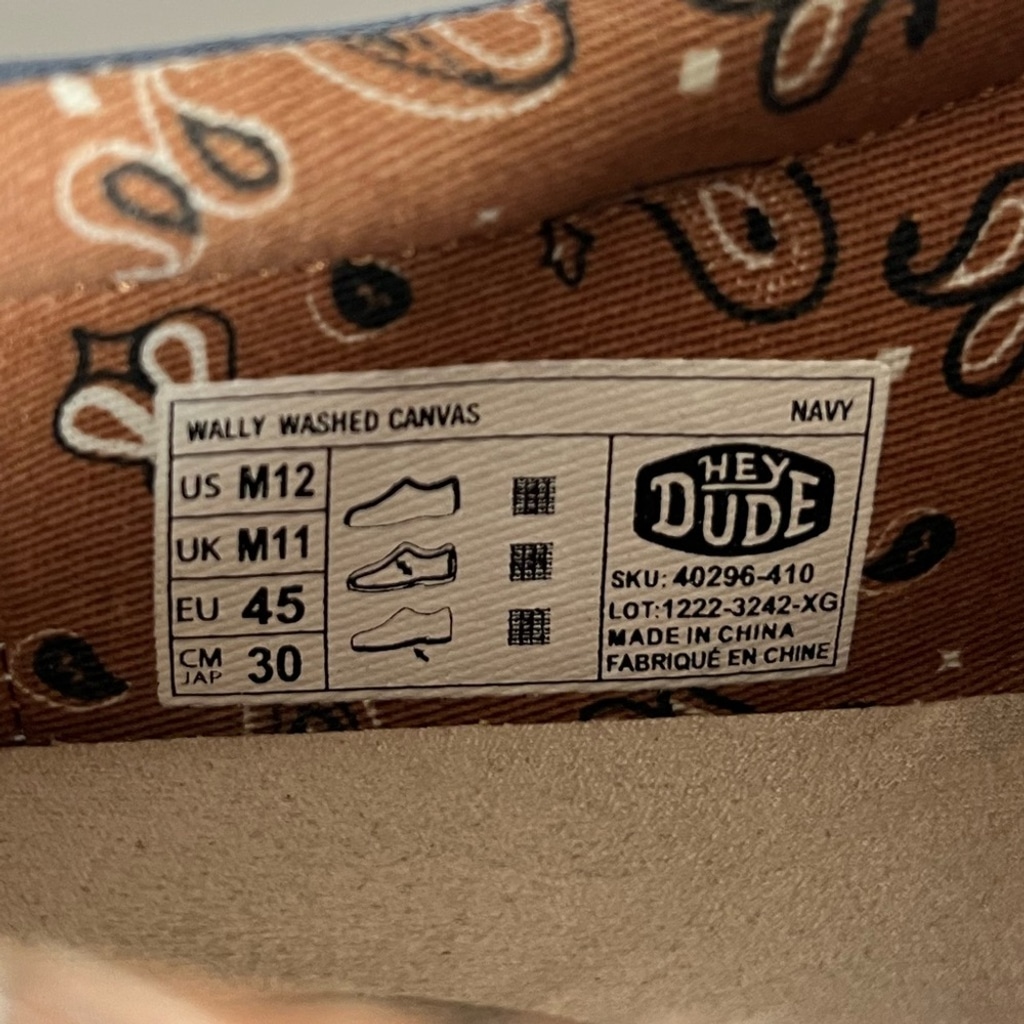 WALLY WASHED CANVAS NAVY
US M12
UK M11
EU 45
CM JAP 30
HEY
DUDE
SKU: 40296-410
LOT:1222-3242-XG
MADE IN CHINA
FABRIQUÉ EN CHINE